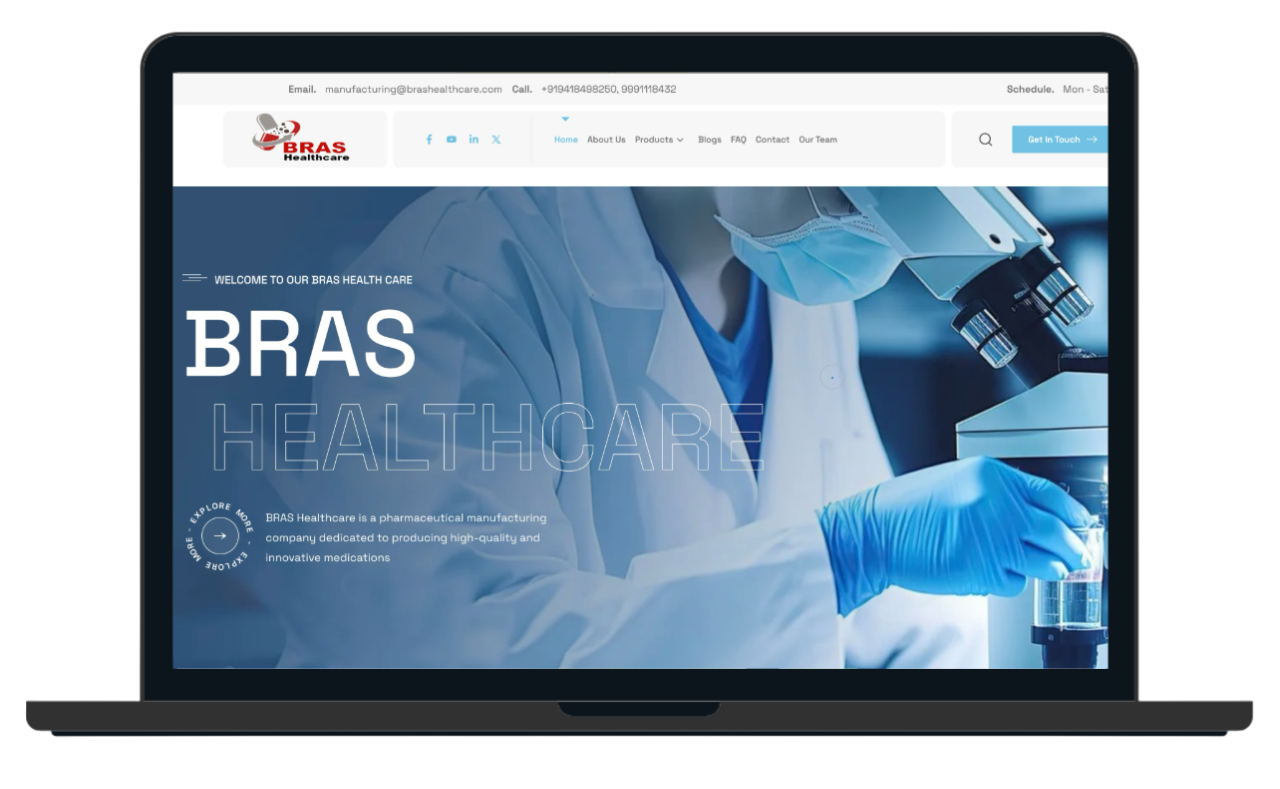 Email. manufacturing@brashealthcare.com Call. +919418498250, 9991118432 Schedule. Mon - Sat
BRAS
Healthcare
Home About Us Products Blogs FAQ Contact Our Team
Get In Touch
WELCOME TO OUR BRAS HEALTH CARE
BRAS
HEALTHCARE
EXPLORE MORE - EXPLORE MORE -
BRAS Healthcare is a pharmaceutical manufacturing
company dedicated to producing high-quality and
innovative medications